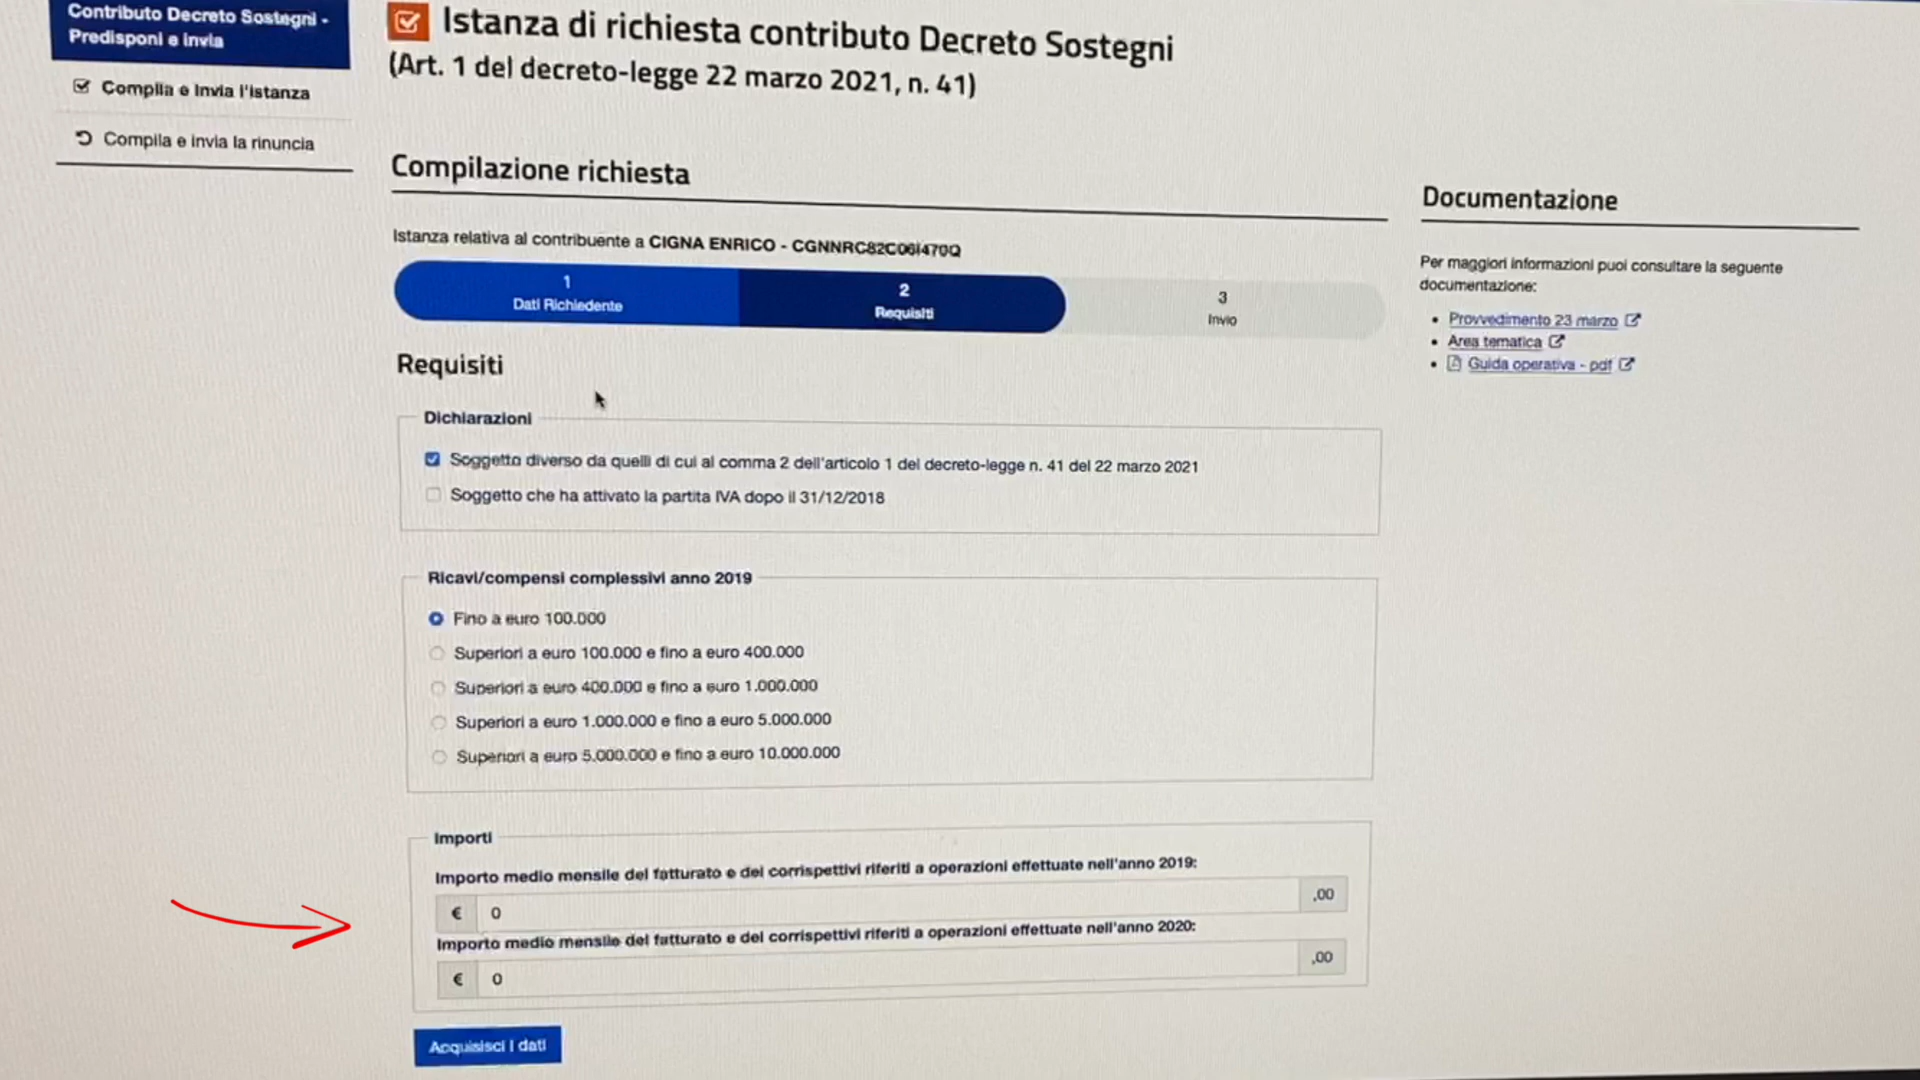 Contributo Decreto Sostegni -
Predisponi e invia
Compila e invia l'istanza
Compila e invia la rinuncia
Istanza di richiesta contributo Decreto Sostegni
(Art. 1 del decreto-legge 22 marzo 2021, n. 41)
Compilazione richiesta
Istanza relativa al contribuente a CIGNA ENRICO - CGNNRC82C06I470Q
1
Dati Richiedente
2
Requisiti
3
Invio
Requisiti
Dichiarazioni
Soggetto diverso da quelli di cui al comma 2 dell'articolo 1 del decreto-legge n. 41 del 22 marzo 2021
Soggetto che ha attivato la partita IVA dopo il 31/12/2018
Ricavi/compensi complessivi anno 2019
Fino a euro 100.000
Superiori a euro 100.000 e fino a euro 400.000
Superiori a euro 400.000 e fino a euro 1.000.000
Superiori a euro 1.000.000 e fino a euro 5.000.000
Superiori a euro 5.000.000 e fino a euro 10.000.000
Importi
Importo medio mensile del fatturato e dei corrispettivi riferiti a operazioni effettuate nell'anno 2019:
€ 0 ,00
Importo medio mensile del fatturato e dei corrispettivi riferiti a operazioni effettuate nell'anno 2020:
€ 0 ,00
Acquisisci i dati
Documentazione
Per maggiori informazioni puoi consultare la seguente
documentazione:
Provvedimento 23 marzo
Area tematica
Guida operativa - pdf